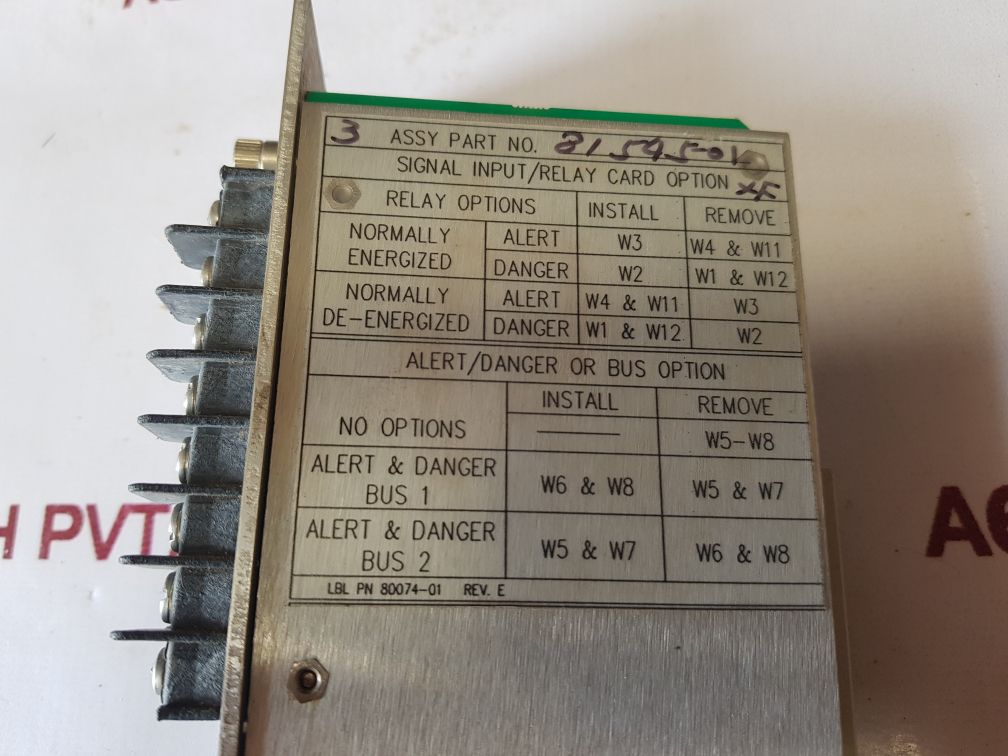 3 ASSY PART NO. 81545-01
SIGNAL INPUT/RELAY CARD OPTION XF
RELAY OPTIONS INSTALL REMOVE
NORMALLY ENERGIZED ALERT W3 W4 & W11
DANGER W2 W1 & W12
NORMALLY DE-ENERGIZED ALERT W4 & W11 W3
DANGER W1 & W12 W2
ALERT/DANGER OR BUS OPTION
INSTALL REMOVE
NO OPTIONS ——— W5-W8
ALERT & DANGER BUS 1 W6 & W8 W5 & W7
ALERT & DANGER BUS 2 W5 & W7 W6 & W8
LBL PN 80074-01 REV. E
H PVT